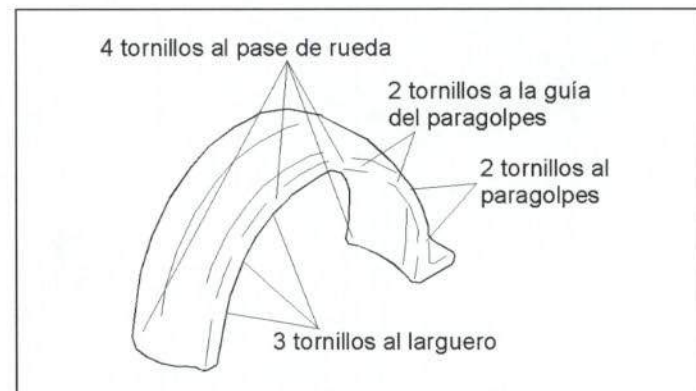 4 tornillos al pase de rueda
2 tornillos a la guía
del paragolpes
2 tornillos al
paragolpes
3 tornillos al larguero